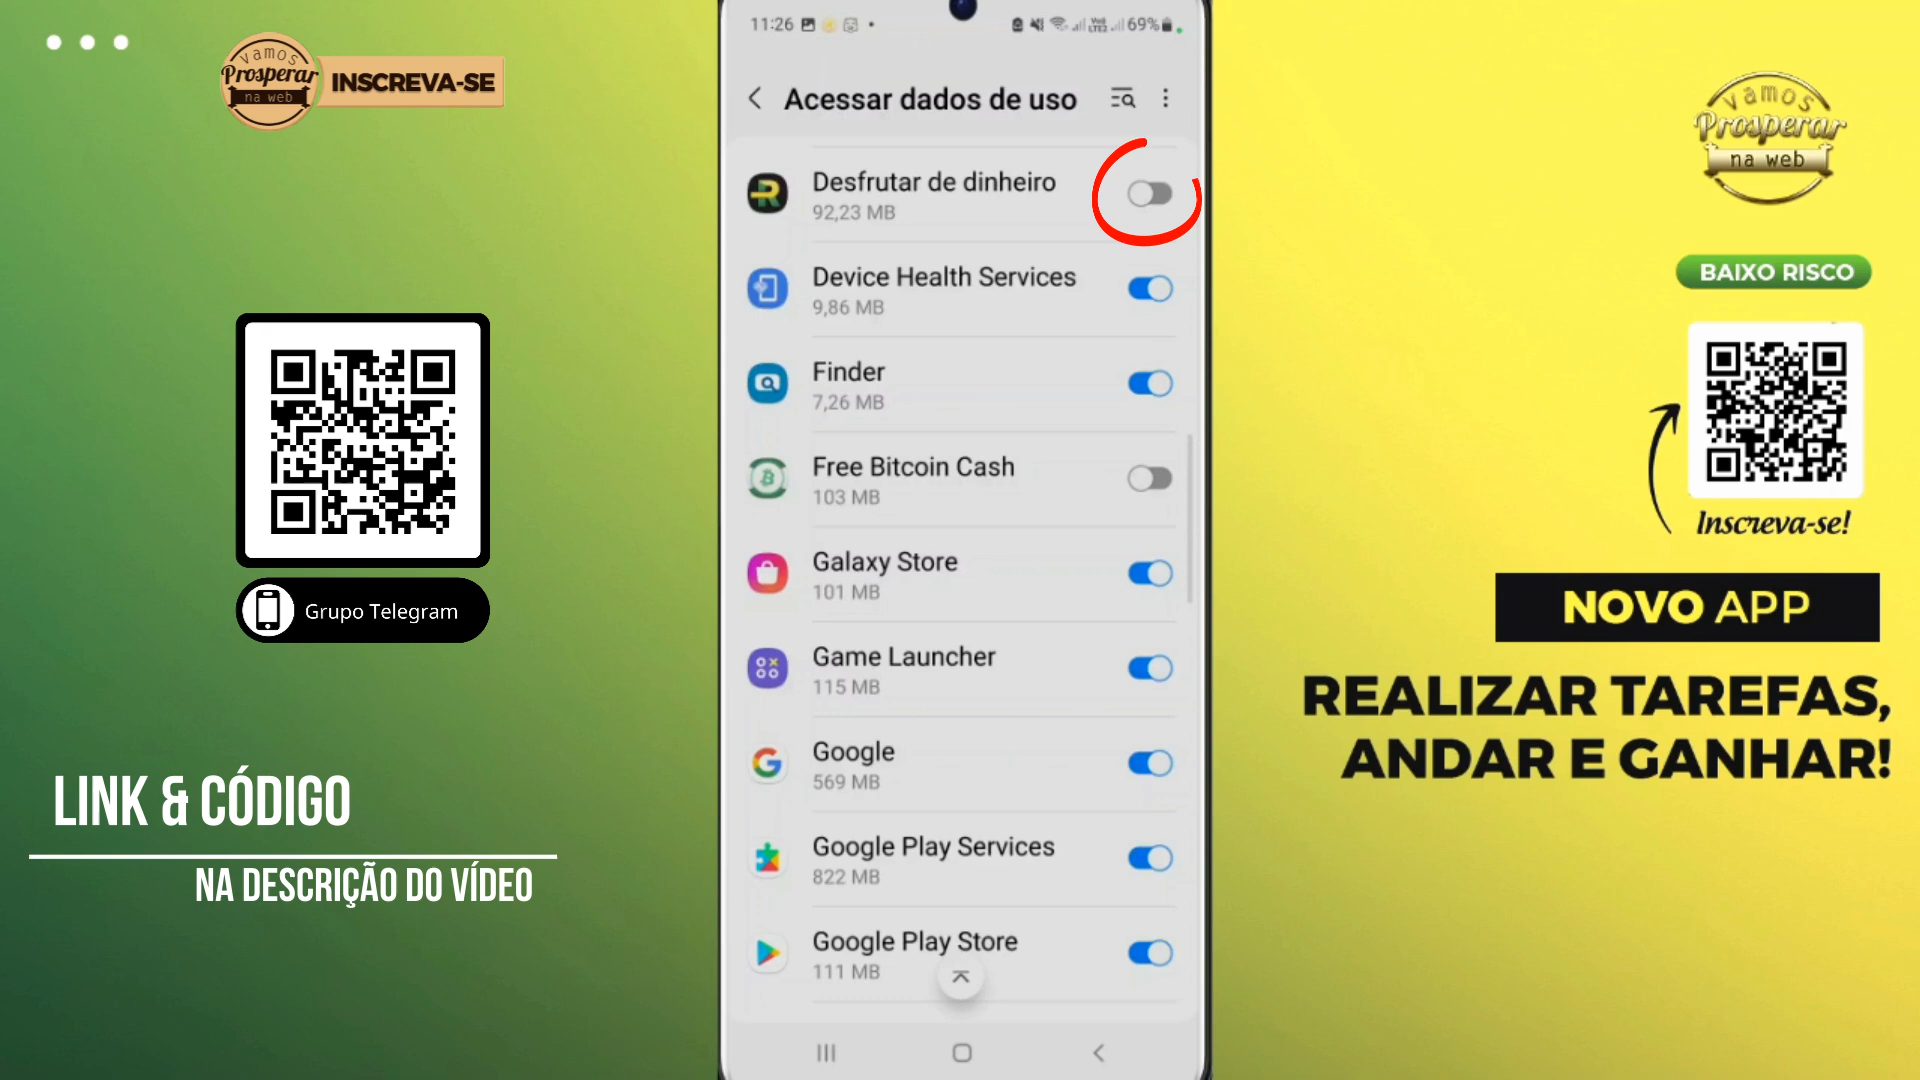 vamos
Prosperar
na web
INSCREVA-SE
Grupo Telegram
LINK & CÓDIGO
NA DESCRIÇÃO DO VÍDEO
11:26
69%
Acessar dados de uso
Desfrutar de dinheiro
92,23 MB
Device Health Services
9,86 MB
Finder
7,26 MB
Free Bitcoin Cash
103 MB
Galaxy Store
101 MB
Game Launcher
115 MB
Google
569 MB
Google Play Services
822 MB
Google Play Store
111 MB
vamos
Prosperar
na web
BAIXO RISCO
Inscreva-se!
NOVO APP
REALIZAR TAREFAS,
ANDAR E GANHAR!